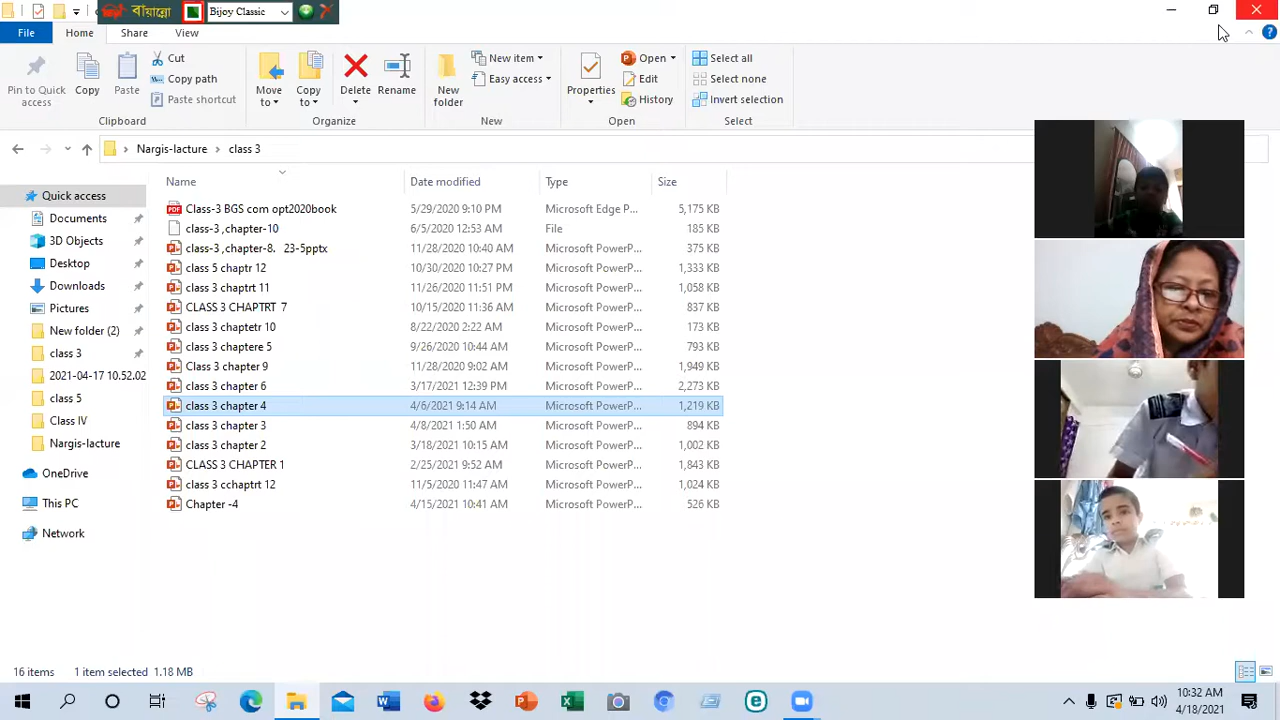 বায়ান্নো Bijoy Classic
File Home Share View
Pin to Quick access
Copy
Paste
Cut
Copy path
Paste shortcut
Clipboard
Move to
Copy to
Delete
Rename
Organize
New folder
New item
Easy access
New
Properties
Open
Edit
History
Open
Select all
Select none
Invert selection
Select
Nargis-lacture > class 3
Name Date modified Type Size
Quick access
Documents
3D Objects
Desktop
Downloads
Pictures
New folder (2)
class 3
2021-04-17 10.52.02
class 5
Class IV
Nargis-lacture
OneDrive
This PC
Network
Class-3 BGS com opt2020book 5/29/2020 9:10 PM Microsoft Edge P... 5,175 KB
class-3 ,chapter-10 6/5/2020 12:53 AM File 185 KB
class-3 ,chapter-8. 23-5pptx 11/28/2020 10:40 AM Microsoft PowerP... 375 KB
class 5 chaptr 12 10/30/2020 10:27 PM Microsoft PowerP... 1,333 KB
class 3 chaptrt 11 11/26/2020 11:51 PM Microsoft PowerP... 1,058 KB
CLASS 3 CHAPTRT 7 10/15/2020 11:36 AM Microsoft PowerP... 837 KB
class 3 chaptetr 10 8/22/2020 2:22 AM Microsoft PowerP... 173 KB
class 3 chaptere 5 9/26/2020 10:44 AM Microsoft PowerP... 793 KB
Class 3 chapter 9 11/28/2020 9:02 AM Microsoft PowerP... 1,949 KB
class 3 chapter 6 3/17/2021 12:39 PM Microsoft PowerP... 2,273 KB
class 3 chapter 4 4/6/2021 9:14 AM Microsoft PowerP... 1,219 KB
class 3 chapter 3 4/8/2021 1:50 AM Microsoft PowerP... 894 KB
class 3 chapter 2 3/18/2021 10:15 AM Microsoft PowerP... 1,002 KB
CLASS 3 CHAPTER 1 2/25/2021 9:52 AM Microsoft PowerP... 1,843 KB
class 3 cchaptrt 12 11/5/2020 11:47 AM Microsoft PowerP... 1,024 KB
Chapter -4 4/15/2021 10:41 AM Microsoft PowerP... 526 KB
16 items 1 item selected 1.18 MB
10:32 AM
4/18/2021